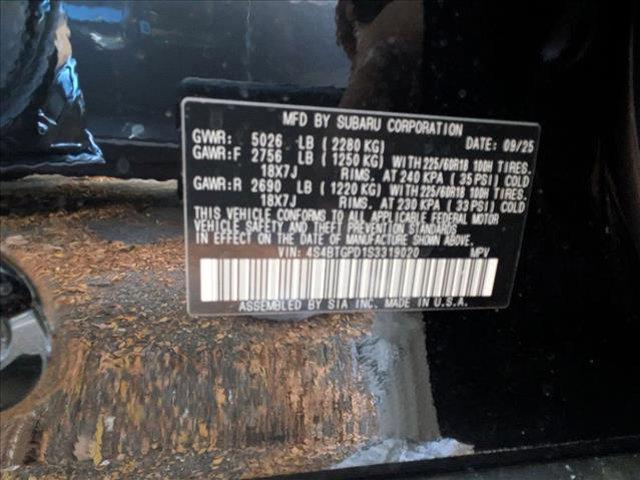 MFD BY SUBARU CORPORATION
GVWR: 5026 LB (2280 KG) DATE: 09/25
GAWR:F 2756 LB (1250 KG) WITH 225/60R18 100H TIRES.
18X7J RIMS. AT 240 KPA (35 PSI) COLD
GAWR:R 2690 LB (1220 KG) WITH 225/60R18 100H TIRES.
18X7J RIMS. AT 230 KPA (33 PSI) COLD
THIS VEHICLE CONFORMS TO ALL APPLICABLE FEDERAL MOTOR
VEHICLE SAFETY AND THEFT PREVENTION STANDARDS
IN EFFECT ON THE DATE OF MANUFACTURE SHOWN ABOVE.
VIN: 4S4BTGPD1S3319020 MPV
ASSEMBLED BY SIA INC. MADE IN U.S.A.